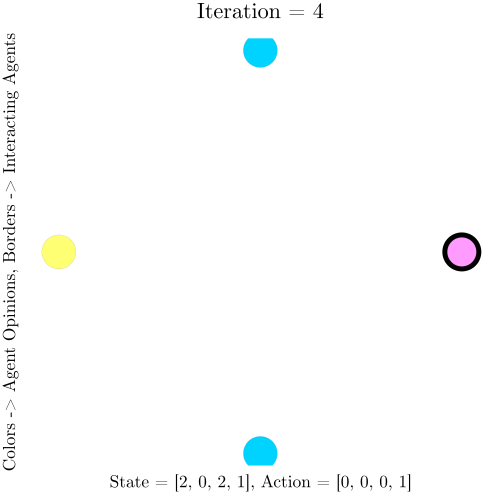 Iteration = 4
Colors -> Agent Opinions, Borders -> Interacting Agents
State = [2, 0, 2, 1], Action = [0, 0, 0, 1]